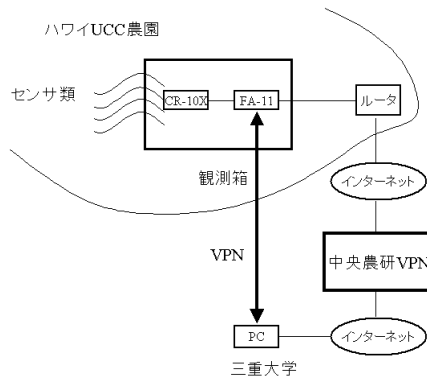 ハワイUCC農園
センサ類
CR-10X
FA-11
ルータ
観測箱
インターネット
VPN
中央農研VPN
PC
インターネット
三重大学